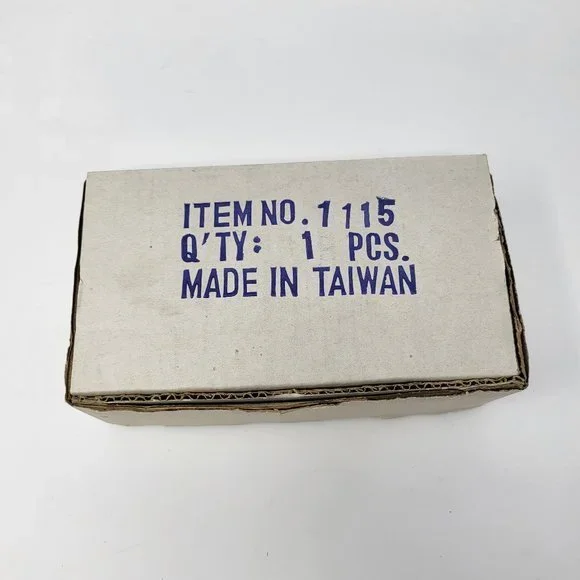 ITEM NO. 1115
Q'TY: 1 PCS.
MADE IN TAIWAN